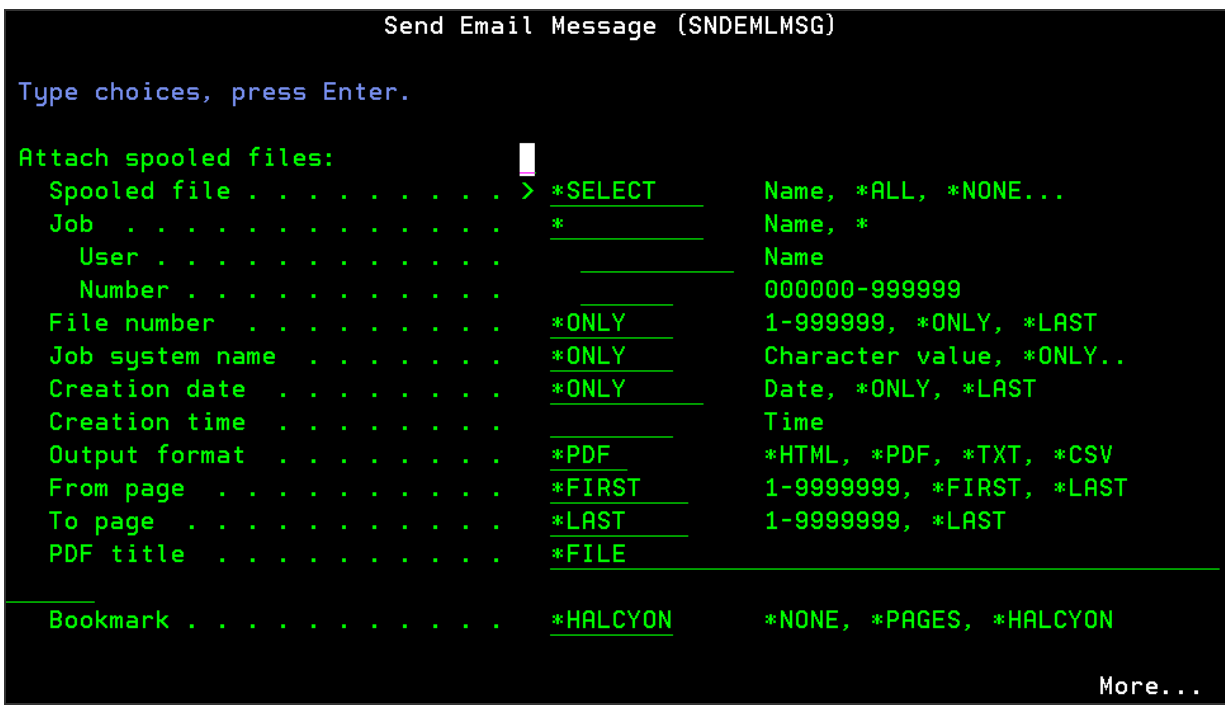 Send Email Message (SNDEMLMSG)
Type choices, press Enter.
Attach spooled files:
Spooled file . . . . . . . . . > *SELECT Name, *ALL, *NONE...
Job . . . . . . . . . . . . . * Name, *
User . . . . . . . . . . . . Name
Number . . . . . . . . . . . 000000-999999
File number . . . . . . . . . *ONLY 1-999999, *ONLY, *LAST
Job system name . . . . . . . *ONLY Character value, *ONLY..
Creation date . . . . . . . . *ONLY Date, *ONLY, *LAST
Creation time . . . . . . . . Time
Output format . . . . . . . . *PDF *HTML, *PDF, *TXT, *CSV
From page . . . . . . . . . . *FIRST 1-9999999, *FIRST, *LAST
To page . . . . . . . . . . . *LAST 1-9999999, *LAST
PDF title . . . . . . . . . . *FILE
Bookmark . . . . . . . . . . . *HALCYON *NONE, *PAGES, *HALCYON
More...